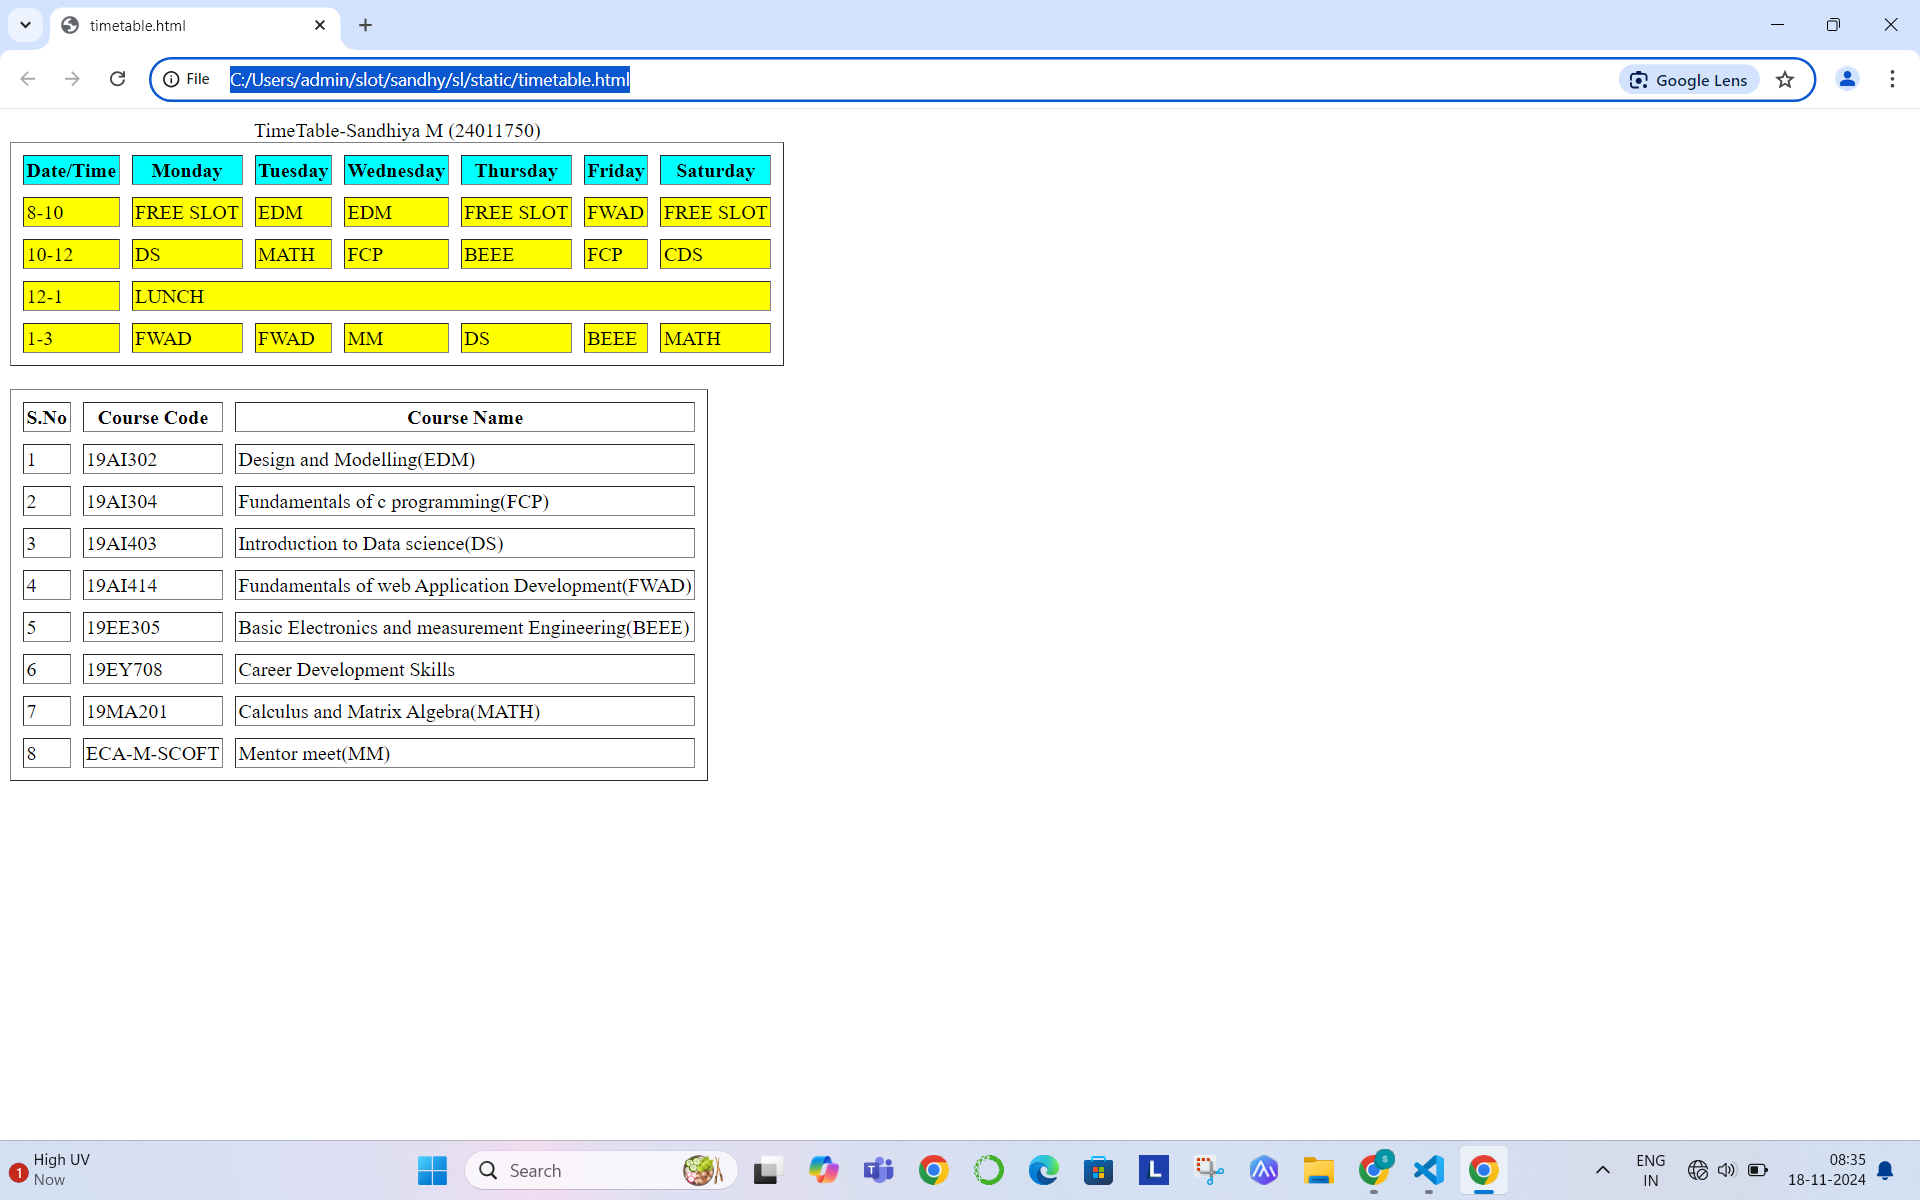 timetable.html
File C:/Users/admin/slot/sandhy/sl/static/timetable.html Google Lens
TimeTable-Sandhiya M (24011750)
Date/Time Monday Tuesday Wednesday Thursday Friday Saturday
8-10 FREE SLOT EDM EDM FREE SLOT FWAD FREE SLOT
10-12 DS MATH FCP BEEE FCP CDS
12-1 LUNCH
1-3 FWAD FWAD MM DS BEEE MATH
S.No Course Code Course Name
1 19AI302 Design and Modelling(EDM)
2 19AI304 Fundamentals of c programming(FCP)
3 19AI403 Introduction to Data science(DS)
4 19AI414 Fundamentals of web Application Development(FWAD)
5 19EE305 Basic Electronics and measurement Engineering(BEEE)
6 19EY708 Career Development Skills
7 19MA201 Calculus and Matrix Algebra(MATH)
8 ECA-M-SCOFT Mentor meet(MM)
1 High UV
Now
Search
L
S
ENG
IN
08:35
18-11-2024